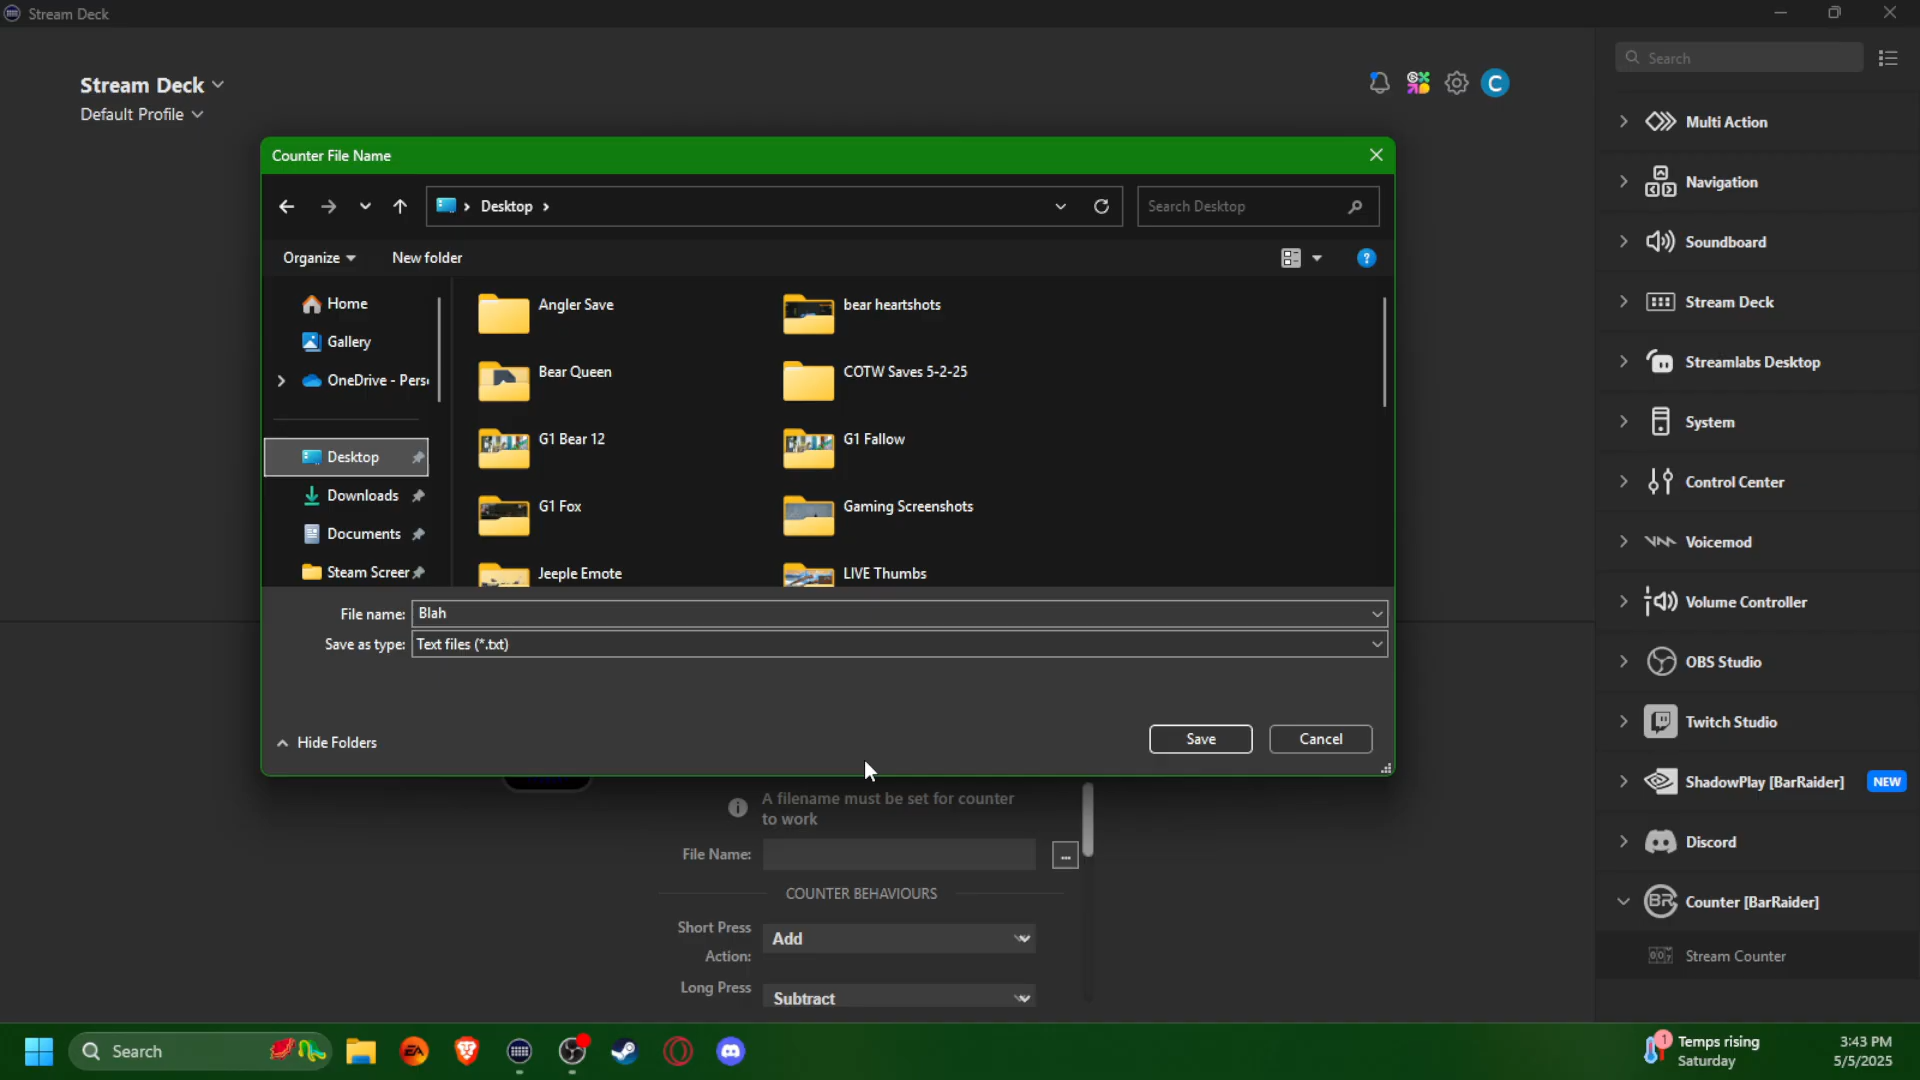 Stream Deck
Stream Deck
Default Profile
C
Search
Counter File Name
Desktop
Search Desktop
Organize
New folder
?
Home
Gallery
OneDrive - Pers
Desktop
Downloads
Documents
Steam Screer
Angler Save
bear heartshots
Bear Queen
COTW Saves 5-2-25
G1 Bear 12
G1 Fallow
G1 Fox
Gaming Screenshots
Jeeple Emote
LIVE Thumbs
File name: Blah
Save as type: Text files (*.txt)
Hide Folders
Save
Cancel
A filename must be set for counter
to work
File Name:
...
COUNTER BEHAVIOURS
Short Press
Action:
Add
Long Press
Subtract
Multi Action
Navigation
Soundboard
Stream Deck
Streamlabs Desktop
System
Control Center
Voicemod
Volume Controller
OBS Studio
Twitch Studio
ShadowPlay [BarRaider] NEW
Discord
BR Counter [BarRaider]
Stream Counter
Search
EA
1
Temps rising
Saturday
3:43 PM
5/5/2025